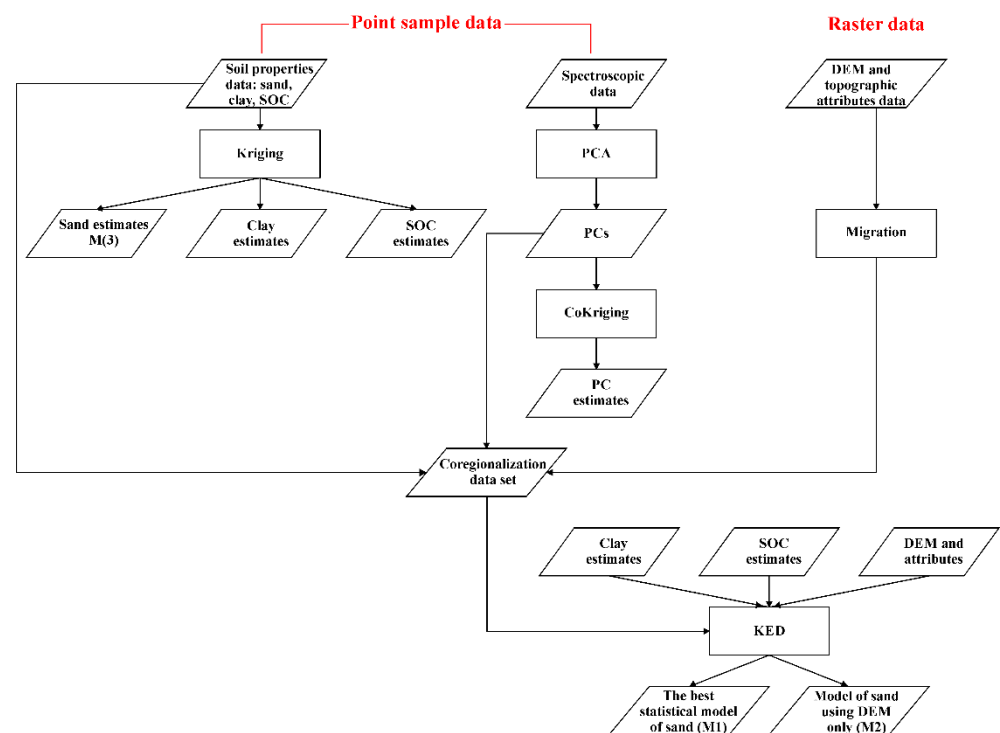 Point sample data
Raster data
Soil properties
data: sand,
clay, SOC
Spectroscopic
data
DEM and
topographic
attributes data
Kriging
PCA
Sand estimates
M(3)
Clay
estimates
SOC
estimates
PCs
Migration
CoKriging
PC
estimates
Coregionalization
data set
Clay
estimates
SOC
estimates
DEM and
attributes
KED
The best
statistical model
of sand (M1)
Model of sand
using DEM
only (M2)